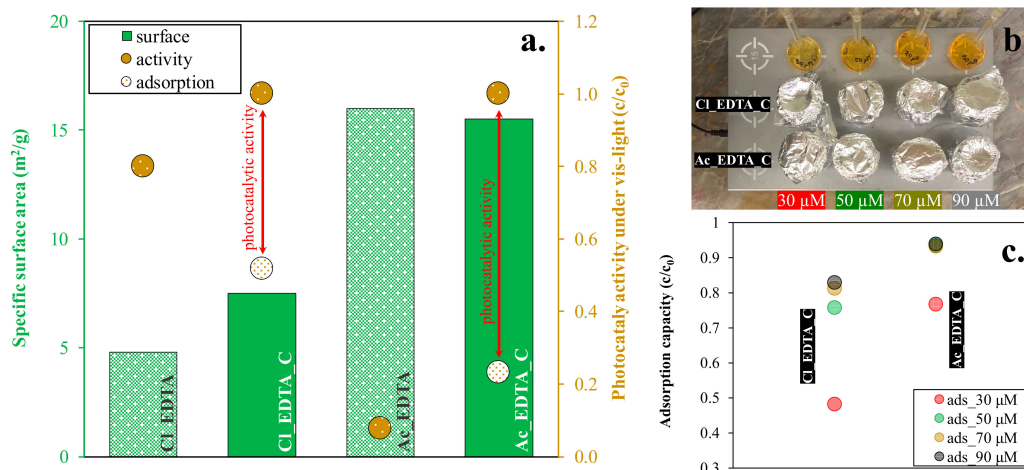 a.
surface
activity
adsorption
Specific surface area (m²/g)
20
15
10
5
0
Photocataly activity under vis-light (c/c₀)
1.2
1.0
0.8
0.6
0.4
0.2
0.0
photocatalytic activity
photocatalytic activity
Cl_EDTA
Cl_EDTA_C
Ac_EDTA
Ac_EDTA_C
b
Cl_EDTA_C
Ac_EDTA_C
30 µM
50 µM
70 µM
90 µM
c.
Adsorption capacity (c/c₀)
1
0.9
0.8
0.7
0.6
0.5
0.4
0.3
Cl_EDTA_C
Ac_EDTA_C
ads_30 µM
ads_50 µM
ads_70 µM
ads_90 µM